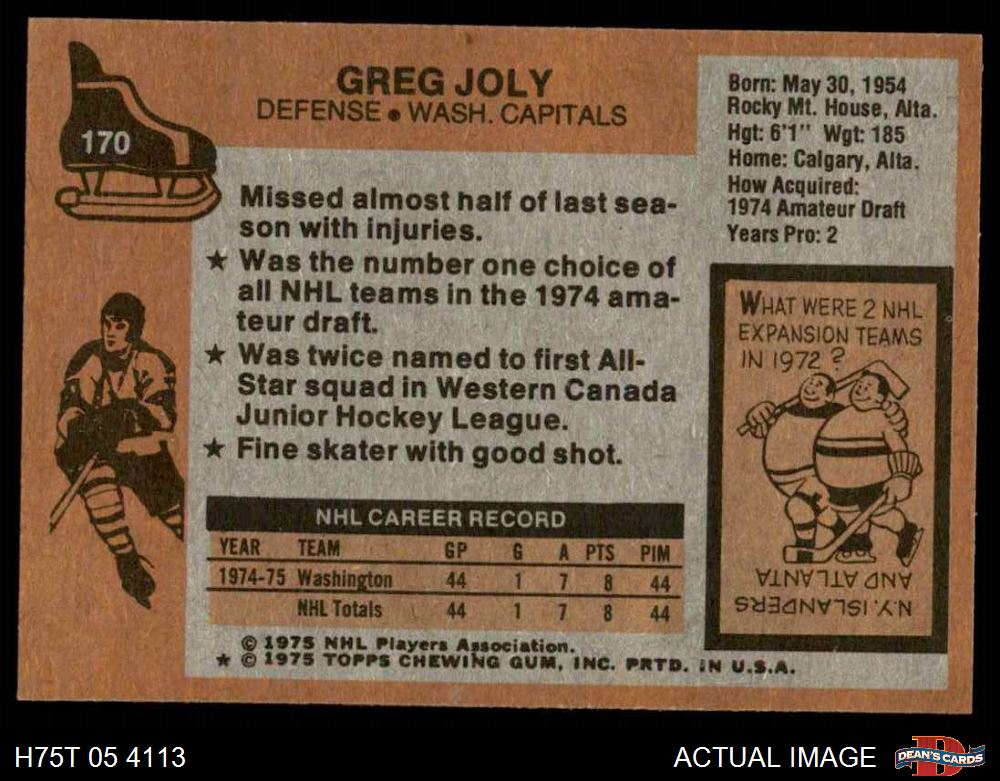 170
GREG JOLY
DEFENSE • WASH. CAPITALS
Born: May 30, 1954
Rocky Mt. House, Alta.
Hgt: 6'1" Wgt: 185
Home: Calgary, Alta.
How Acquired:
1974 Amateur Draft
Years Pro: 2
Missed almost half of last sea-
son with injuries.
★ Was the number one choice of
all NHL teams in the 1974 ama-
teur draft.
★ Was twice named to first All-
Star squad in Western Canada
Junior Hockey League.
★ Fine skater with good shot.
WHAT WERE 2 NHL
EXPANSION TEAMS
IN 1972?
N.Y. ISLANDERS
AND ATLANTA
NHL CAREER RECORD
YEAR TEAM GP G A PTS PIM
1974-75 Washington 44 1 7 8 44
NHL Totals 44 1 7 8 44
© 1975 NHL Players Association.
★ © 1975 TOPPS CHEWING GUM, INC. PRTD. IN U.S.A.
H75T 05 4113
ACTUAL IMAGE
D
DEAN'S CARDS